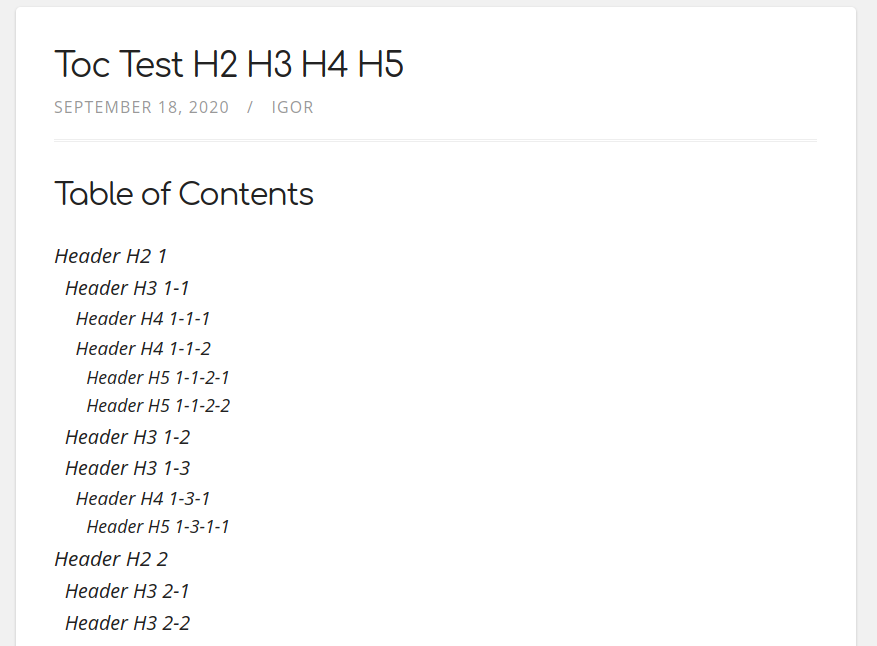 Toc Test H2 H3 H4 H5
SEPTEMBER 18, 2020 / IGOR
Table of Contents
Header H2 1
Header H3 1-1
Header H4 1-1-1
Header H4 1-1-2
Header H5 1-1-2-1
Header H5 1-1-2-2
Header H3 1-2
Header H3 1-3
Header H4 1-3-1
Header H5 1-3-1-1
Header H2 2
Header H3 2-1
Header H3 2-2